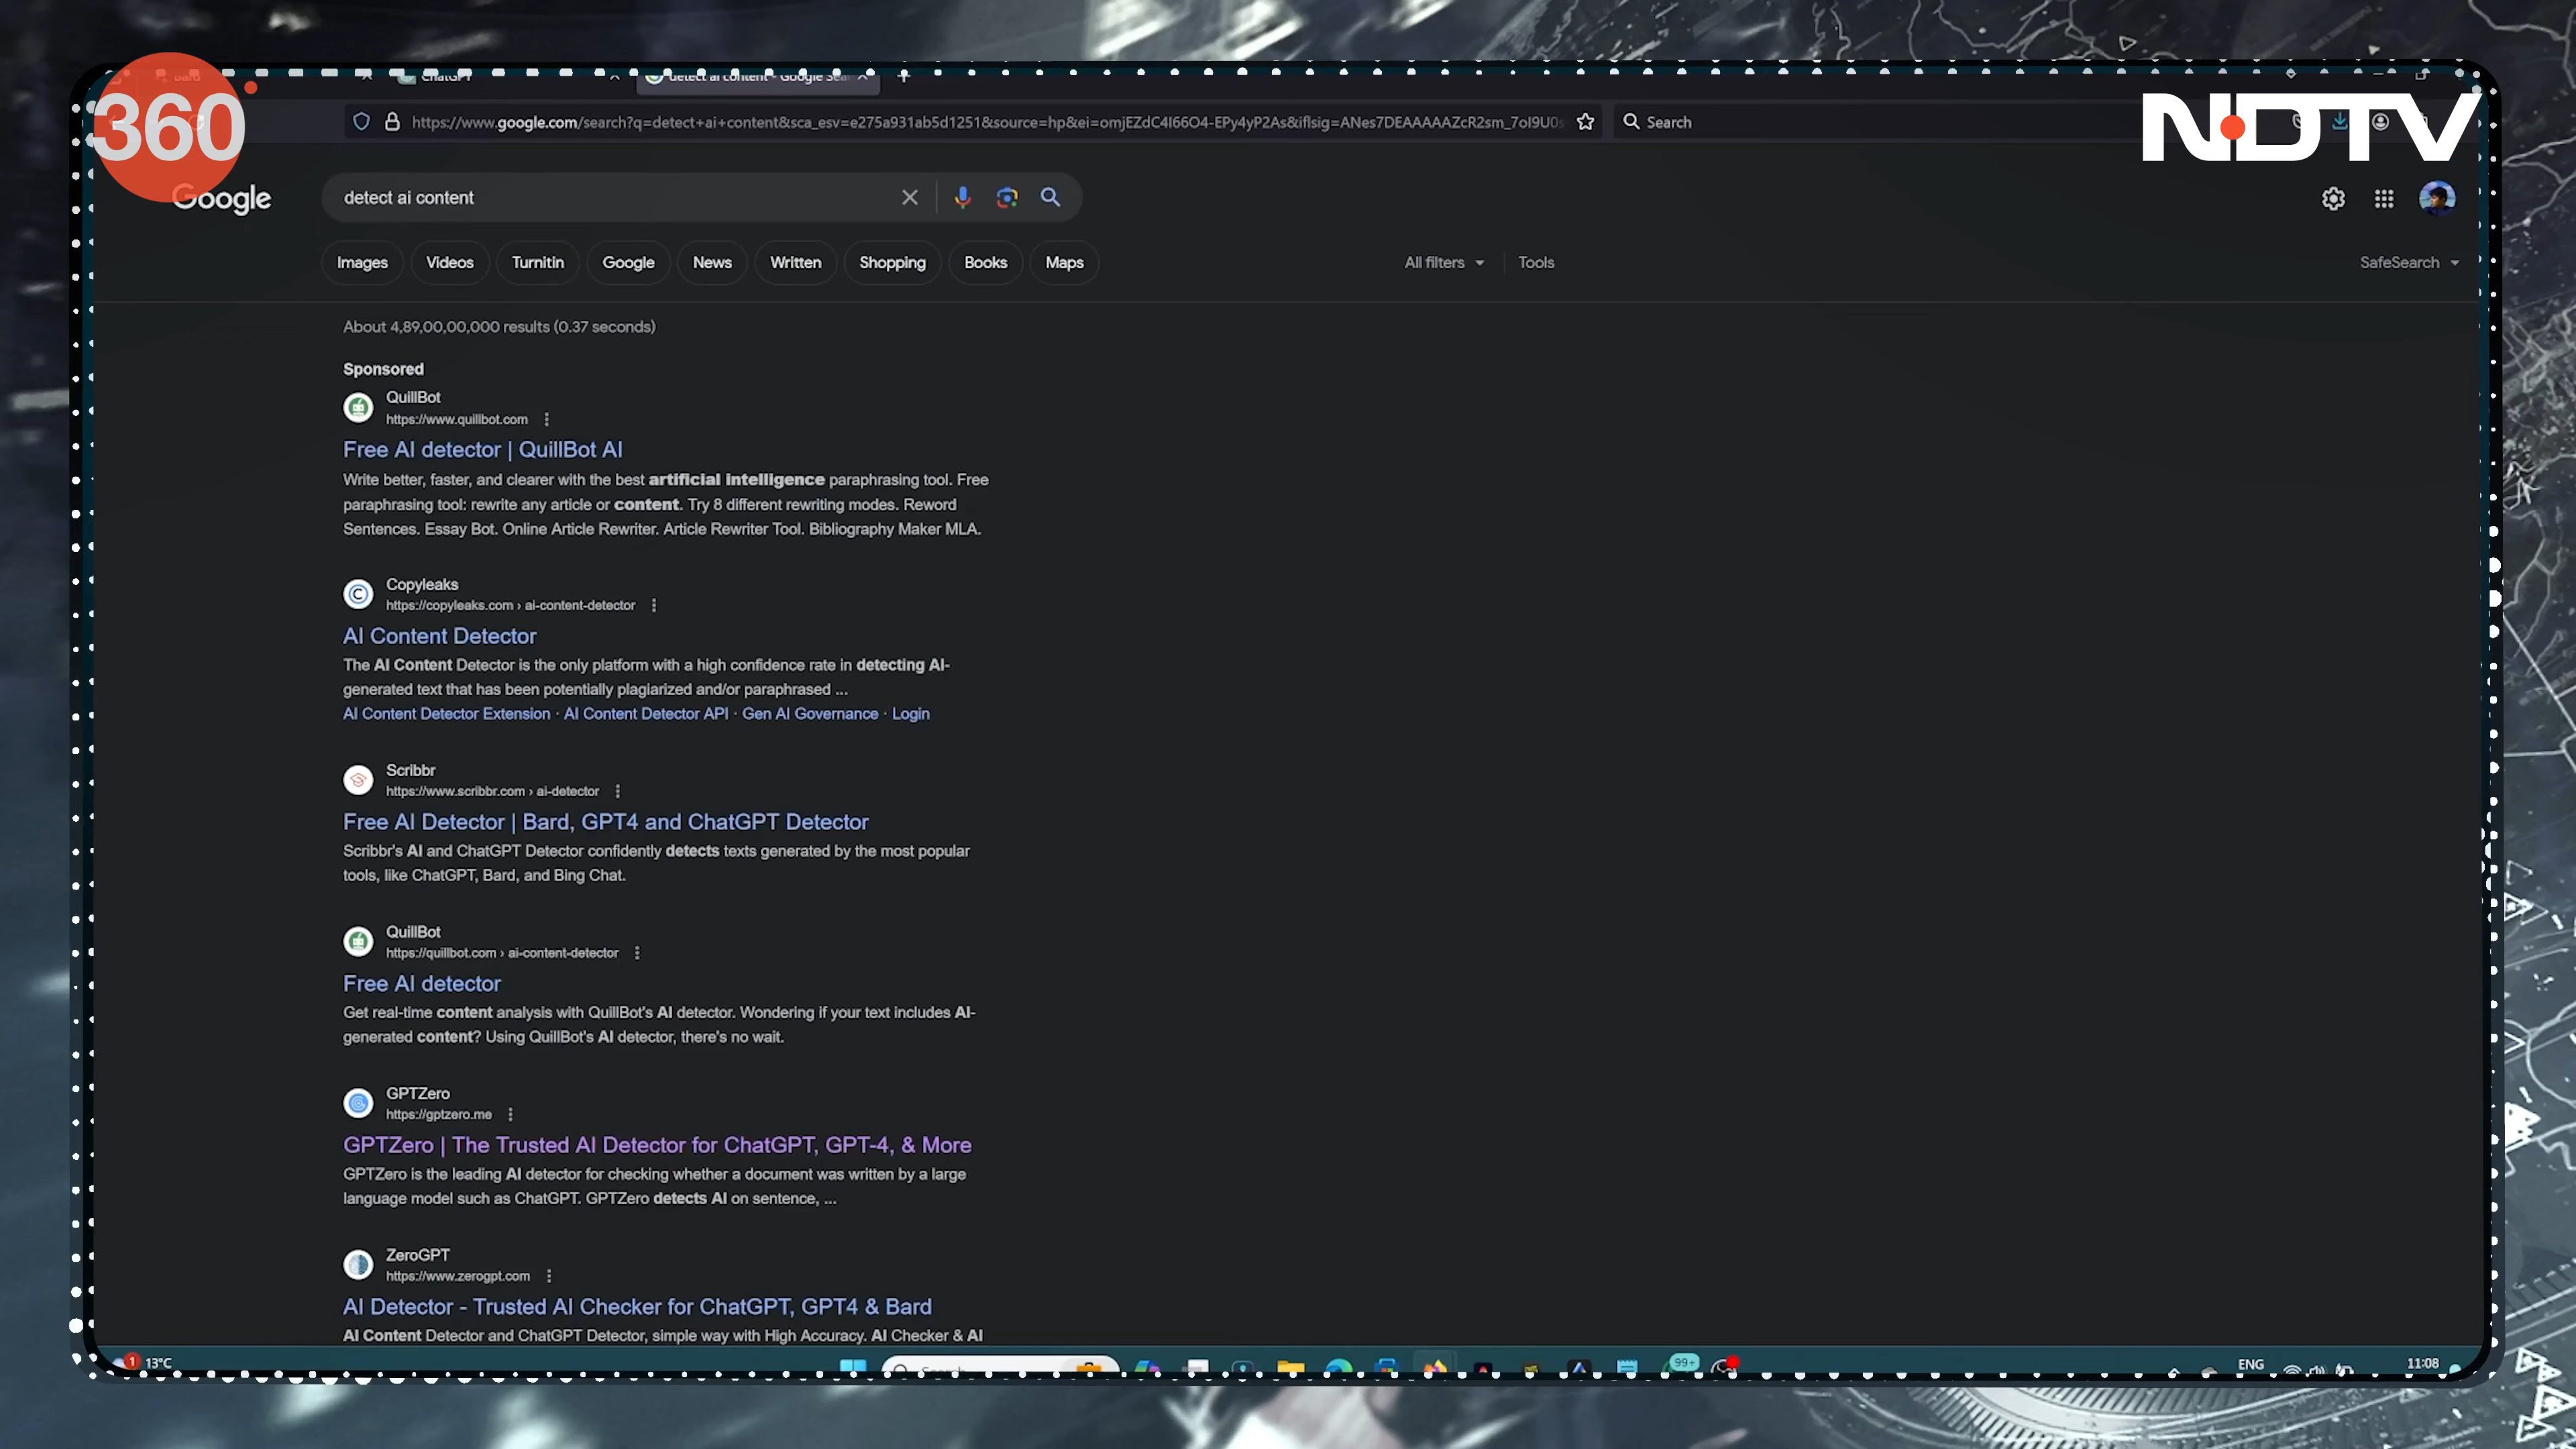 360
NDTV
ChatGPT
detect ai content - Google Sea
https://www.google.com/search?q=detect+ai+content&sca_esv=e275a931ab5d1251&source=hp&ei=omjEZdC4I66O4-EPy4yP2As&iflsig=ANes7DEAAAAAZcR2sm_7oI9U0
Search
Google
detect ai content
Images
Videos
Turnitin
Google
News
Written
Shopping
Books
Maps
All filters
Tools
SafeSearch
About 4,89,00,00,000 results (0.37 seconds)
Sponsored
QuillBot
https://www.quillbot.com
Free AI detector | QuillBot AI
Write better, faster, and clearer with the best artificial intelligence paraphrasing tool. Free
paraphrasing tool: rewrite any article or content. Try 8 different rewriting modes. Reword
Sentences. Essay Bot. Online Article Rewriter. Article Rewriter Tool. Bibliography Maker MLA.
Copyleaks
https://copyleaks.com › ai-content-detector
AI Content Detector
The AI Content Detector is the only platform with a high confidence rate in detecting AI-
generated text that has been potentially plagiarized and/or paraphrased ...
AI Content Detector Extension · AI Content Detector API · Gen AI Governance · Login
Scribbr
https://www.scribbr.com › ai-detector
Free AI Detector | Bard, GPT4 and ChatGPT Detector
Scribbr's AI and ChatGPT Detector confidently detects texts generated by the most popular
tools, like ChatGPT, Bard, and Bing Chat.
QuillBot
https://quillbot.com › ai-content-detector
Free AI detector
Get real-time content analysis with QuillBot's AI detector. Wondering if your text includes AI-
generated content? Using QuillBot's AI detector, there's no wait.
GPTZero
https://gptzero.me
GPTZero | The Trusted AI Detector for ChatGPT, GPT-4, & More
GPTZero is the leading AI detector for checking whether a document was written by a large
language model such as ChatGPT. GPTZero detects AI on sentence, ...
ZeroGPT
https://www.zerogpt.com
AI Detector - Trusted AI Checker for ChatGPT, GPT4 & Bard
AI Content Detector and ChatGPT Detector, simple way with High Accuracy. AI Checker & AI
1
13°C
Search
99+
ENG
11:08